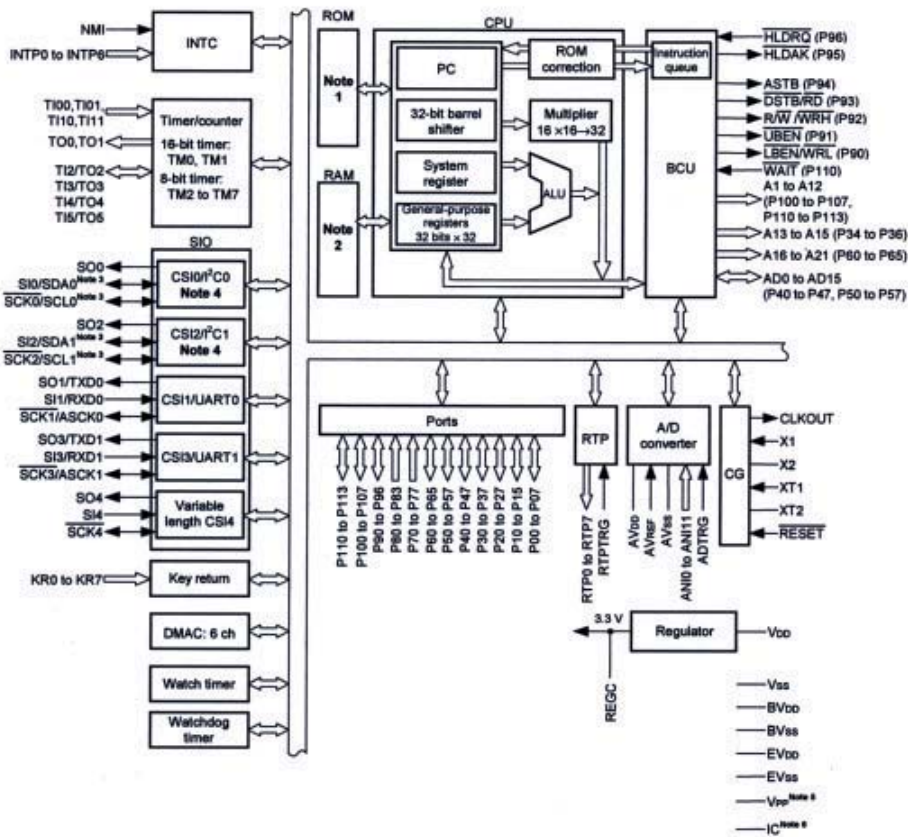 NMI
INTP0 to INTP6
INTC
TI00,TI01,
TI10,TI11
TO0,TO1
TI2/TO2
TI3/TO3
TI4/TO4
TI5/TO5
Timer/counter
16-bit timer:
TM0, TM1
8-bit timer:
TM2 to TM7
SIO
SO0
SI0/SDA0 Note 3
SCK0/SCL0 Note 3
CSI0/I²C0
Note 4
SO2
SI2/SDA1 Note 3
SCK2/SCL1 Note 3
CSI2/I²C1
Note 4
SO1/TXD0
SI1/RXD0
SCK1/ASCK0
CSI1/UART0
SO3/TXD1
SI3/RXD1
SCK3/ASCK1
CSI3/UART1
SO4
SI4
SCK4
Variable
length CSI4
KR0 to KR7
Key return
DMAC: 6 ch
Watch timer
Watchdog
timer
ROM
Note
1
RAM
Note
2
CPU
PC
32-bit barrel
shifter
System
register
General-purpose
registers
32 bits × 32
ROM
correction
Multiplier
16 ×16→32
ALU
Instruction
queue
BCU
HLDRQ (P96)
HLDAK (P95)
ASTB (P94)
DSTB/RD (P93)
R/W /WRH (P92)
UBEN (P91)
LBEN/WRL (P90)
WAIT (P110)
A1 to A12
(P100 to P107,
P110 to P113)
A13 to A15 (P34 to P36)
A16 to A21 (P60 to P65)
AD0 to AD15
(P40 to P47, P50 to P57)
Ports
P110 to P113
P100 to P107
P90 to P96
P80 to P83
P70 to P77
P60 to P65
P50 to P57
P40 to P47
P30 to P37
P20 to P27
P10 to P15
P00 to P07
RTP
RTP0 to RTP7
RTPTRG
A/D
converter
AVDD
AVREF
AVSS
ANI0 to ANI11
ADTRG
CG
CLKOUT
X1
X2
XT1
XT2
RESET
3.3 V
Regulator
VDD
REGC
VSS
BVDD
BVSS
EVDD
EVSS
VPP Note 5
IC Note 6